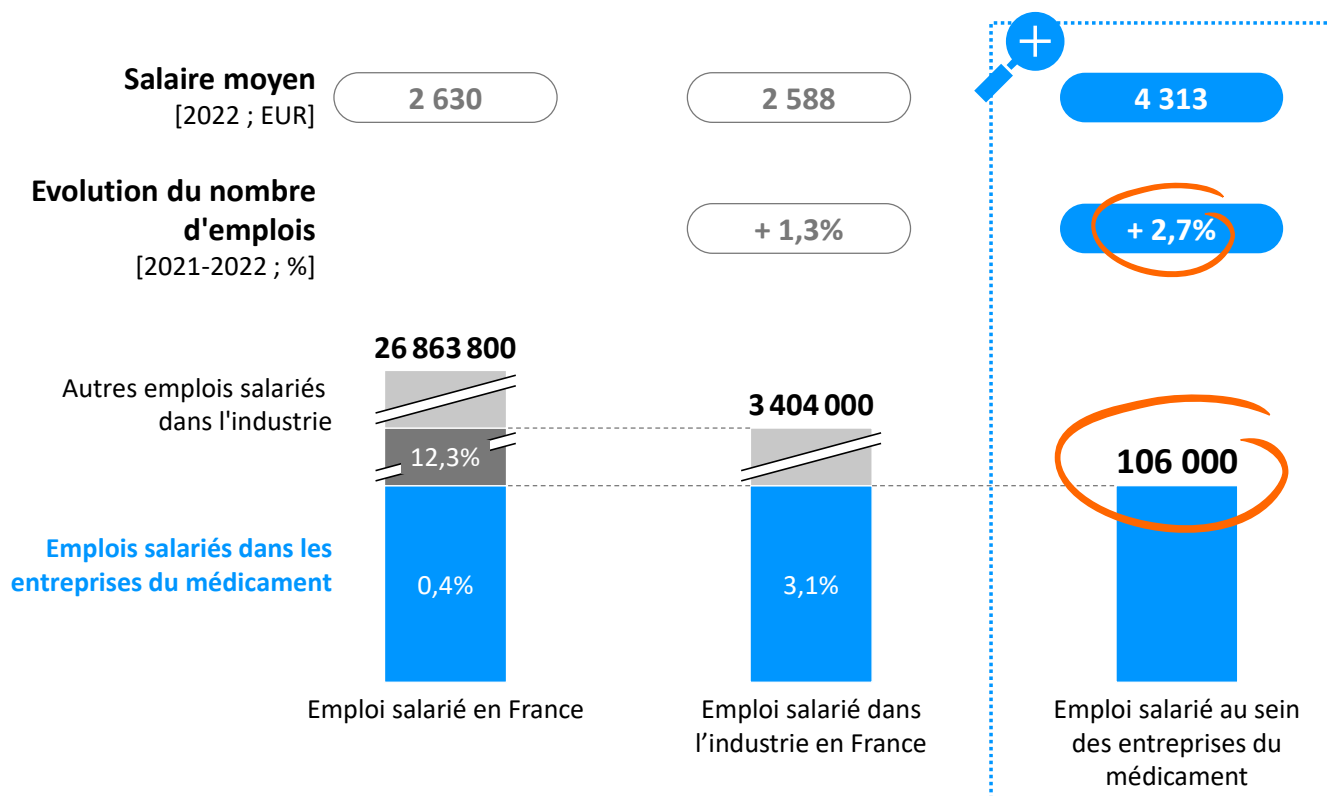 Salaire moyen
[2022 ; EUR]
2 630
2 588
4 313
Evolution du nombre
d'emplois
[2021-2022 ; %]
+ 1,3%
+ 2,7%
26 863 800
Autres emplois salariés
dans l'industrie
3 404 000
12,3%
106 000
Emplois salariés dans les
entreprises du médicament
0,4%
3,1%
Emploi salarié en France
Emploi salarié dans
l’industrie en France
Emploi salarié au sein
des entreprises du
médicament